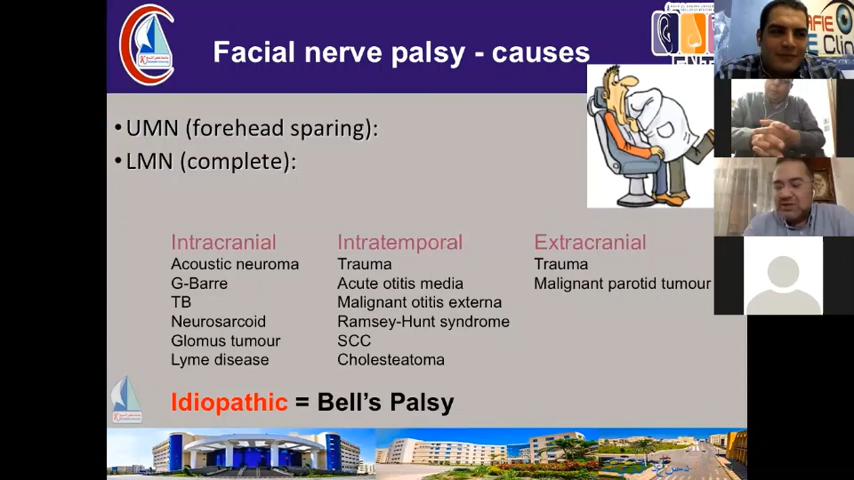 Facial nerve palsy - causes
• UMN (forehead sparing):
• LMN (complete):
Intracranial
Acoustic neuroma
G-Barre
TB
Neurosarcoid
Glomus tumour
Lyme disease
Intratemporal
Trauma
Acute otitis media
Malignant otitis externa
Ramsey-Hunt syndrome
SCC
Cholesteatoma
Extracranial
Trauma
Malignant parotid tumour
Idiopathic = Bell's Palsy